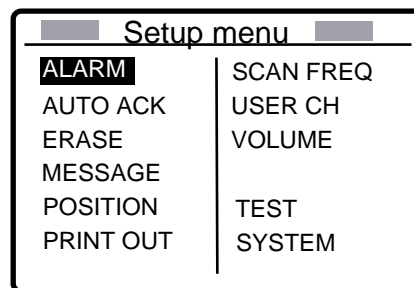 Setup menu
ALARM
AUTO ACK
ERASE
MESSAGE
POSITION
PRINT OUT
SCAN FREQ
USER CH
VOLUME
TEST
SYSTEM